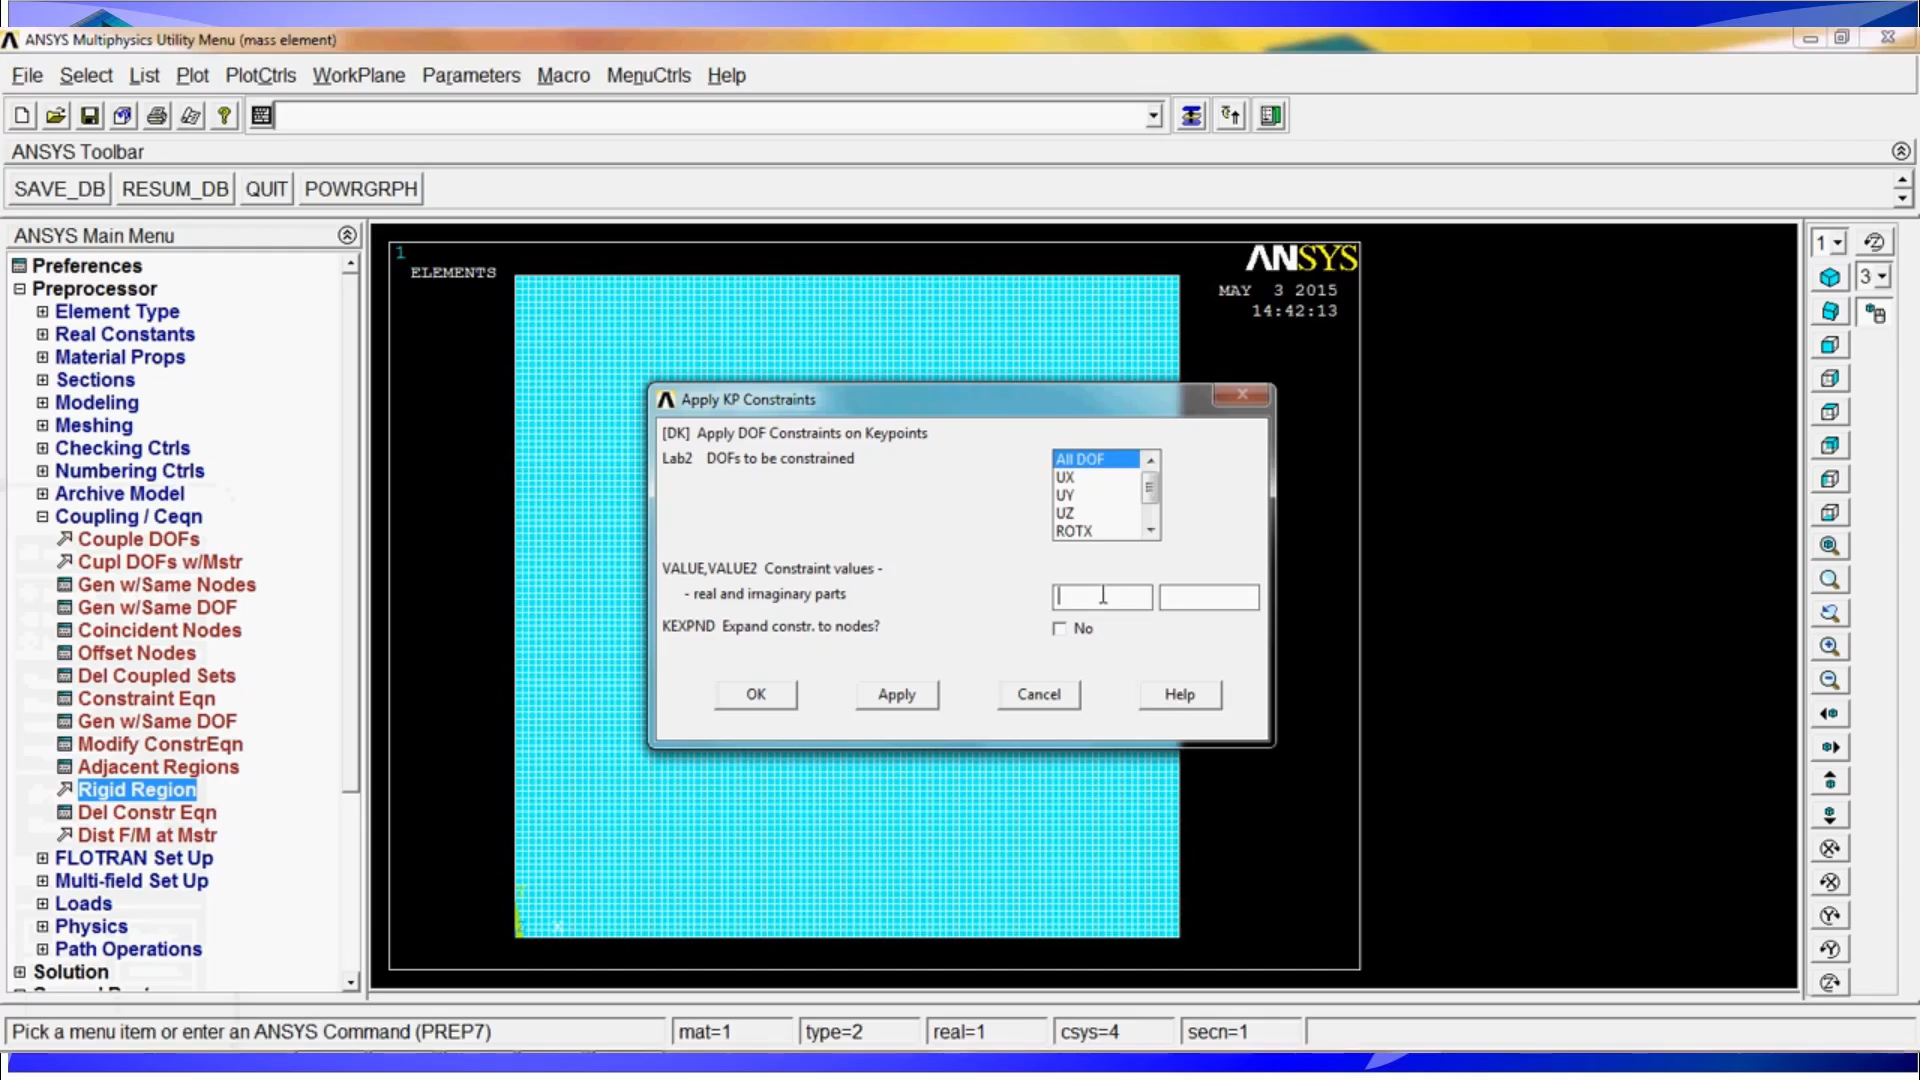 ANSYS Multiphysics Utility Menu (mass element)
File Select List Plot PlotCtrls WorkPlane Parameters Macro MenuCtrls Help
ANSYS Toolbar
SAVE_DB RESUM_DB QUIT POWRGRPH
ANSYS Main Menu
Preferences
Preprocessor
Element Type
Real Constants
Material Props
Sections
Modeling
Meshing
Checking Ctrls
Numbering Ctrls
Archive Model
Coupling / Ceqn
Couple DOFs
Cupl DOFs w/Mstr
Gen w/Same Nodes
Gen w/Same DOF
Coincident Nodes
Offset Nodes
Del Coupled Sets
Constraint Eqn
Gen w/Same DOF
Modify ConstrEqn
Adjacent Regions
Rigid Region
Del Constr Eqn
Dist F/M at Mstr
FLOTRAN Set Up
Multi-field Set Up
Loads
Physics
Path Operations
Solution
1
ELEMENTS
ANSYS
MAY 3 2015
14:42:13
Apply KP Constraints
[DK] Apply DOF Constraints on Keypoints
Lab2 DOFs to be constrained
All DOF
UX
UY
UZ
ROTX
VALUE,VALUE2 Constraint values -
- real and imaginary parts
KEXPND Expand constr. to nodes?
No
OK Apply Cancel Help
X
1
3
Pick a menu item or enter an ANSYS Command (PREP7) mat=1 type=2 real=1 csys=4 secn=1